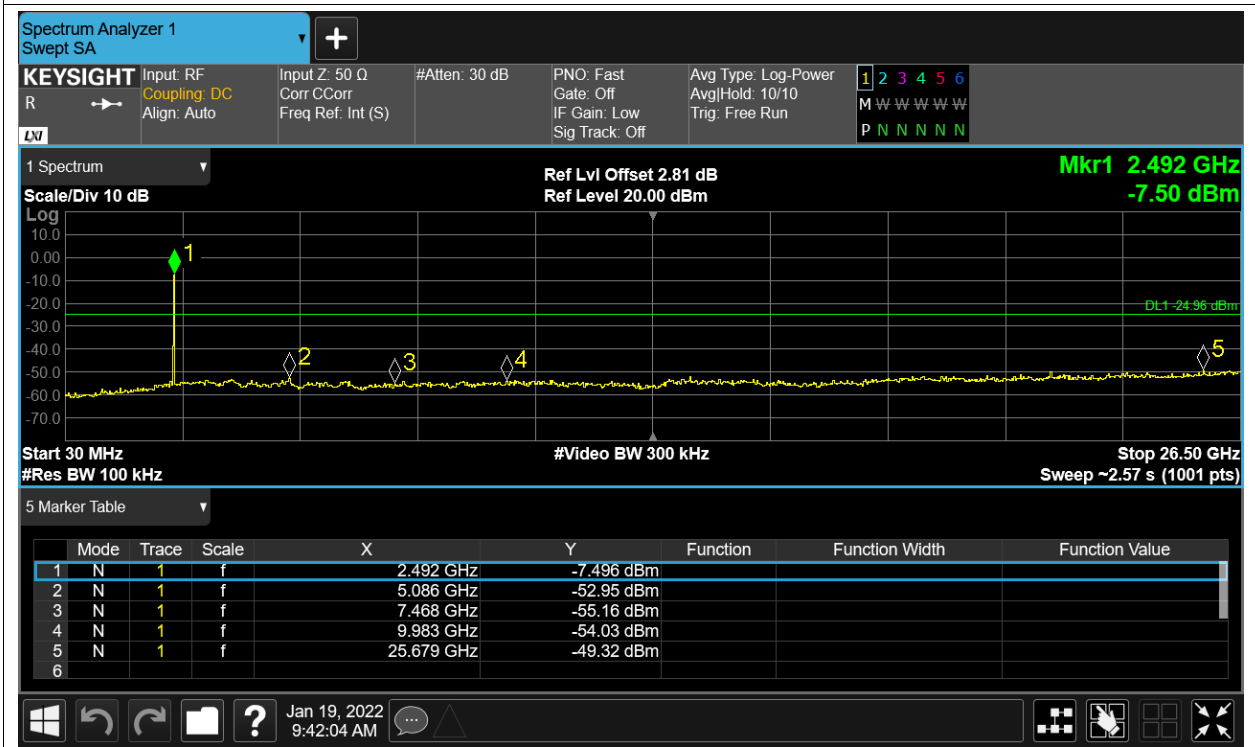 Spectrum Analyzer 1
Swept SA
KEYSIGHT Input: RF Input Z: 50 Ω #Atten: 30 dB PNO: Fast Avg Type: Log-Power 1 2 3 4 5 6
R Coupling: DC Corr CCorr Gate: Off Avg|Hold: 10/10 M W W W W W
Align: Auto Freq Ref: Int (S) IF Gain: Low Trig: Free Run
LXI Sig Track: Off P N N N N N
1 Spectrum Ref Lvl Offset 2.81 dB Mkr1 2.492 GHz
Scale/Div 10 dB Ref Level 20.00 dBm -7.50 dBm
Log
10.0
0.00 1
-10.0
-20.0 DL1 -24.96 dBm
-30.0
-40.0 2 3 4 5
-50.0
-60.0
-70.0
Start 30 MHz #Video BW 300 kHz Stop 26.50 GHz
#Res BW 100 kHz Sweep ~2.57 s (1001 pts)
5 Marker Table
Mode Trace Scale X Y Function Function Width Function Value
1 N 1 f 2.492 GHz -7.496 dBm
2 N 1 f 5.086 GHz -52.95 dBm
3 N 1 f 7.468 GHz -55.16 dBm
4 N 1 f 9.983 GHz -54.03 dBm
5 N 1 f 25.679 GHz -49.32 dBm
6
? Jan 19, 2022
9:42:04 AM